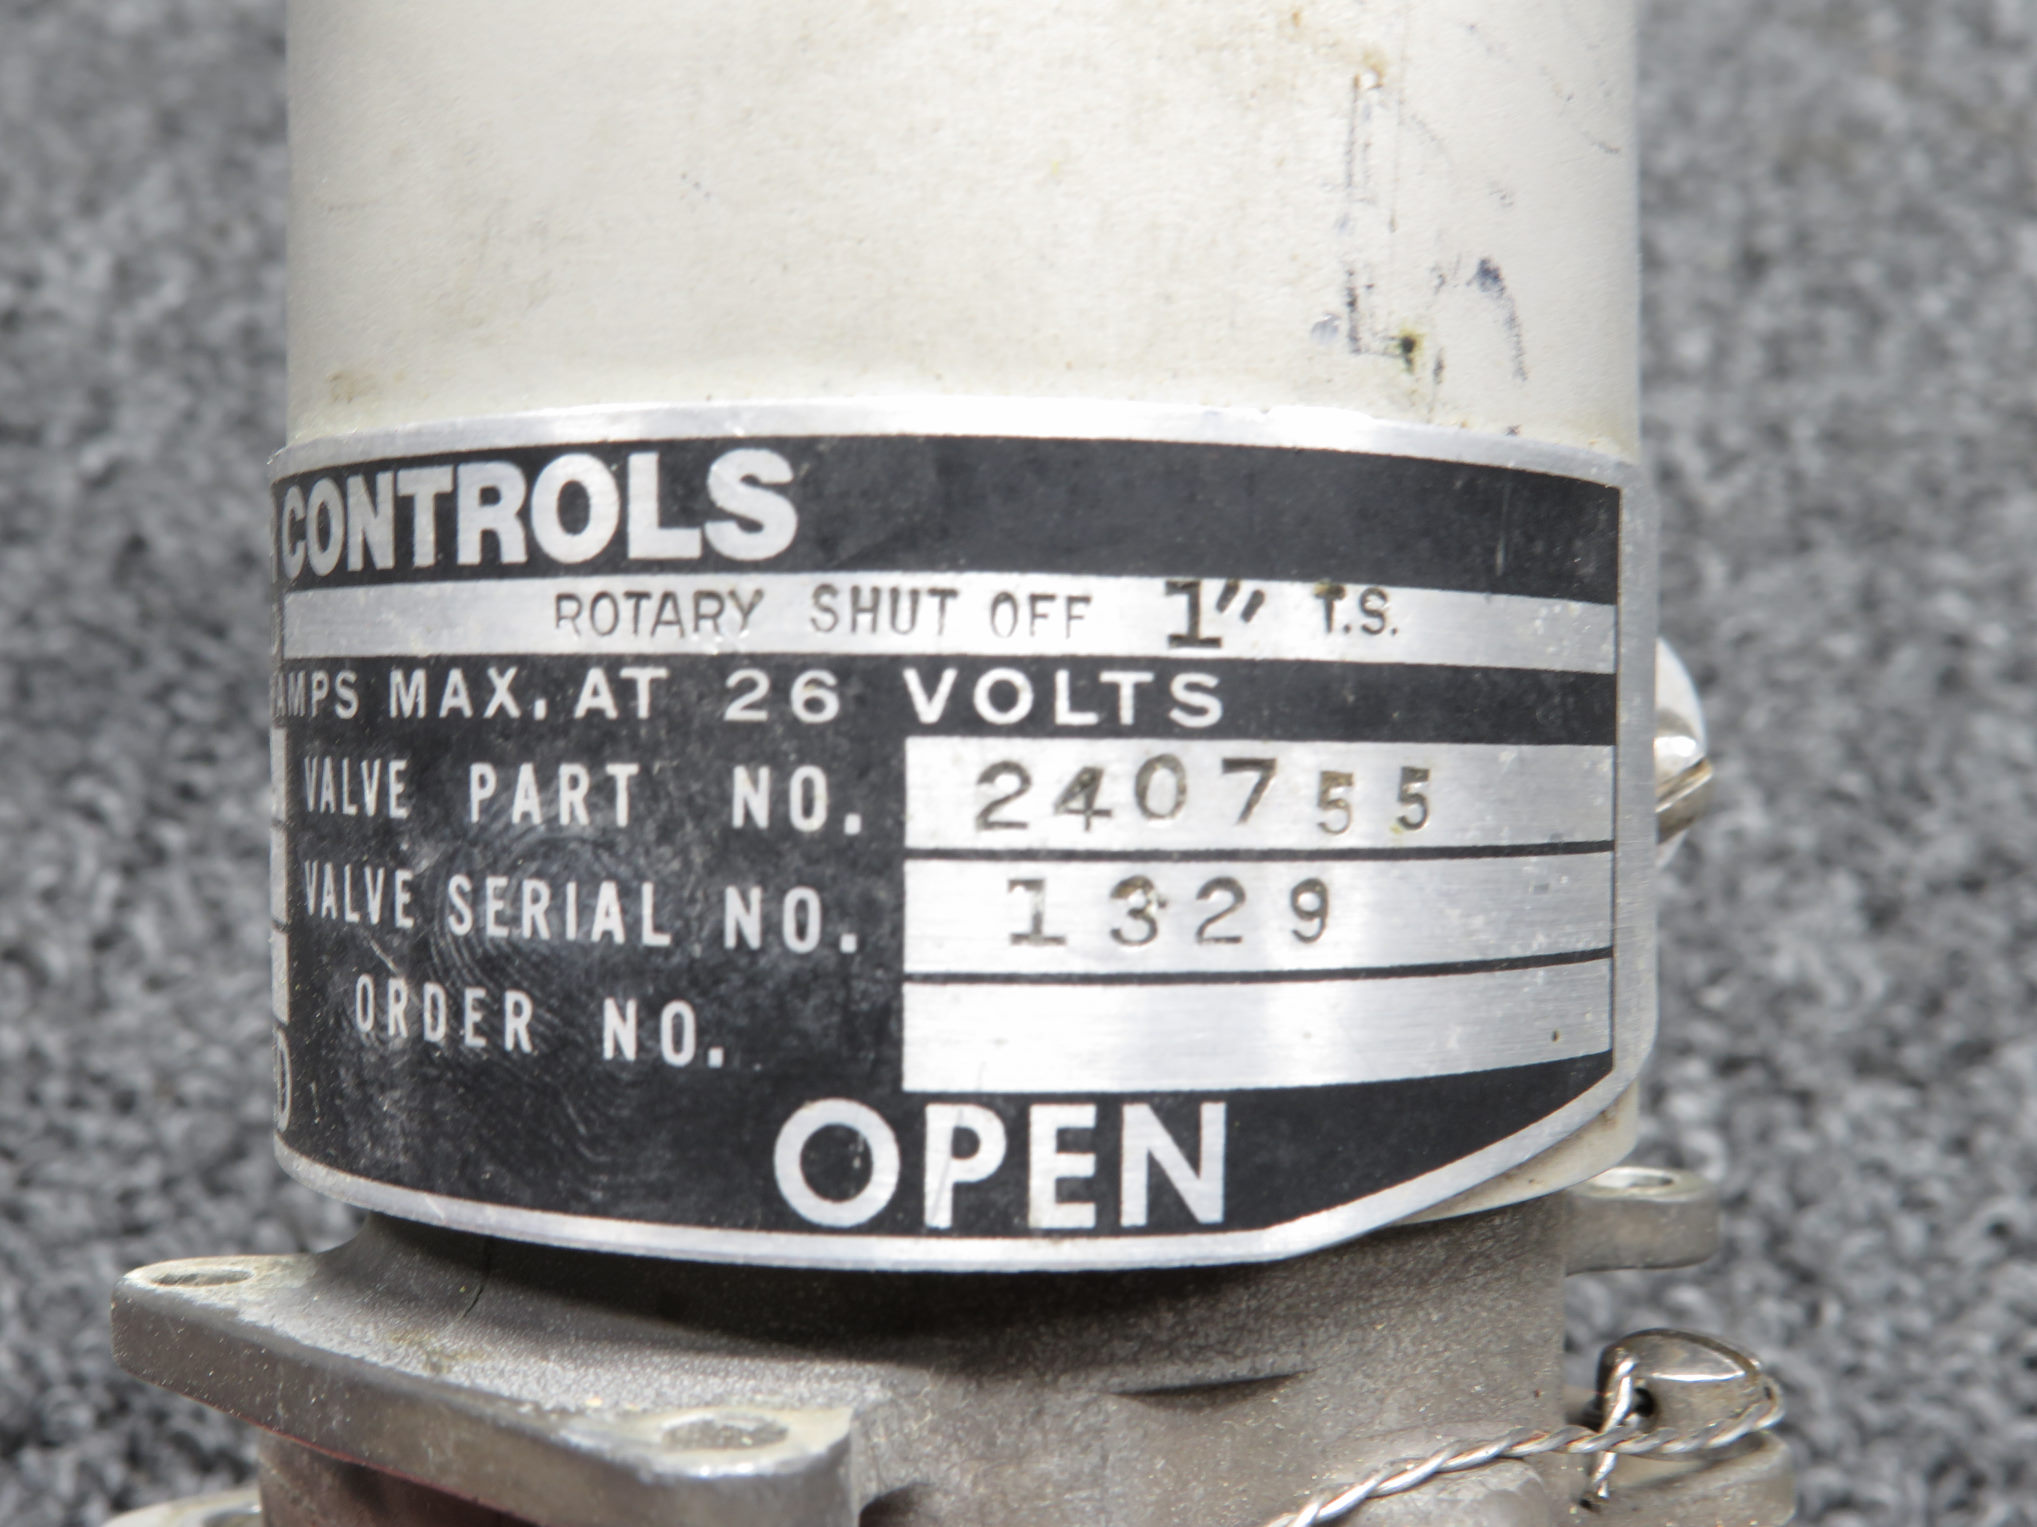 CONTROLS
ROTARY SHUT OFF 1" T.S.
AMPS MAX. AT 26 VOLTS
VALVE PART NO. 240755
VALVE SERIAL NO. 1329
ORDER NO.
OPEN